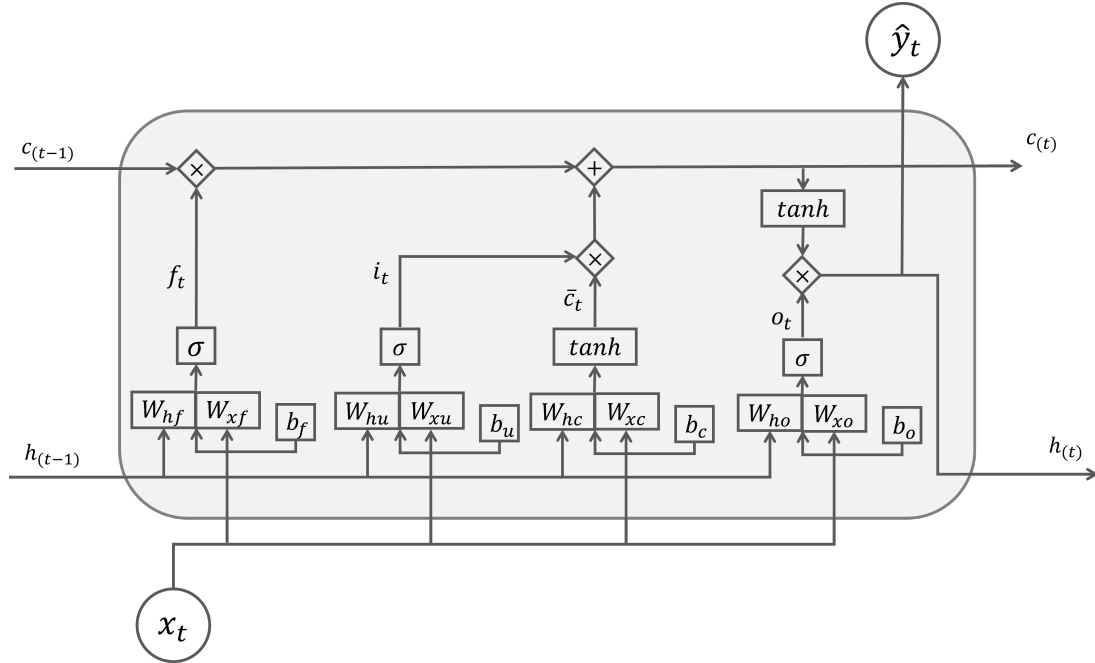 ŷ_t
c_(t−1)
c_(t)
×
+
tanh
f_t
i_t
×
×
c̄_t
o_t
σ
σ
tanh
σ
W_hf W_xf b_f
W_hu W_xu b_u
W_hc W_xc b_c
W_ho W_xo b_o
h_(t−1)
h_(t)
x_t